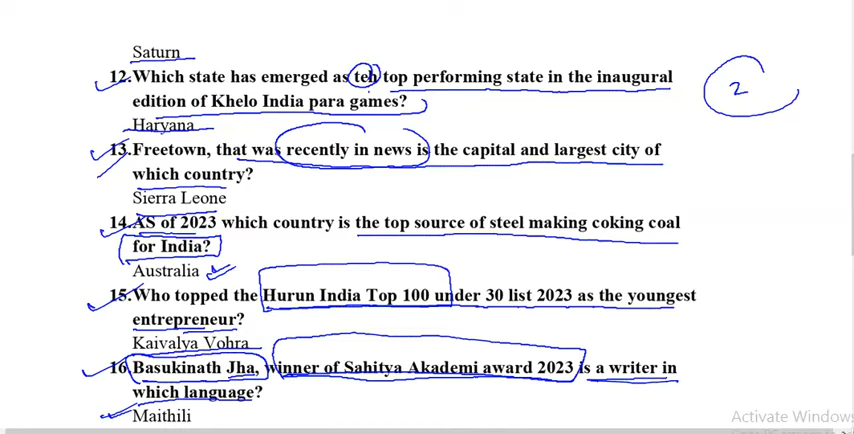 Saturn
12.Which state has emerged as teh top performing state in the inaugural
edition of Khelo India para games?
2
Haryana
13.Freetown, that was recently in news is the capital and largest city of
which country?
Sierra Leone
14.AS of 2023 which country is the top source of steel making coking coal
for India?
Australia
15.Who topped the Hurun India Top 100 under 30 list 2023 as the youngest
entrepreneur?
Kaivalya Vohra
16.Basukinath Jha, winner of Sahitya Akademi award 2023 is a writer in
which language?
Maithili
Activate Windows